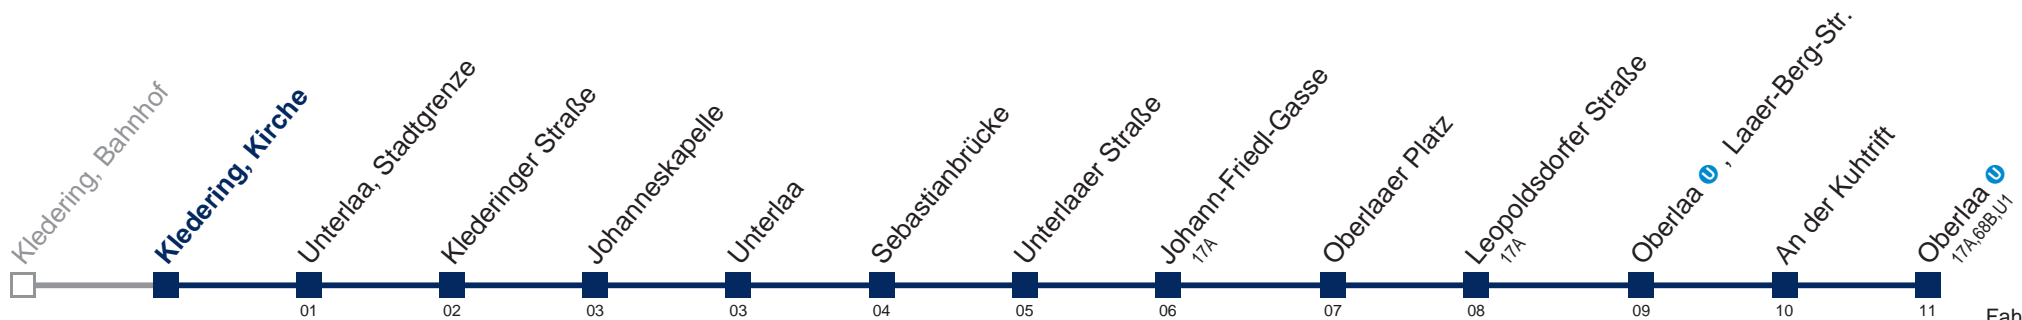 Kledering, Bahnhof
Kledering, Kirche
Unterlaa, Stadtgrenze
Klederinger Straße
Johanneskapelle
Unterlaa
Sebastianbrücke
Unterlaaer Straße
Johann-Friedl-Gasse
17A
Oberlaaer Platz
Leopoldsdorfer Straße
17A
Oberlaa U , Laaer-Berg-Str.
An der Kuhtrift
Oberlaa U
17A,68B,U1
01 02 03 03 04 05 06 07 08 09 10 11
Fah